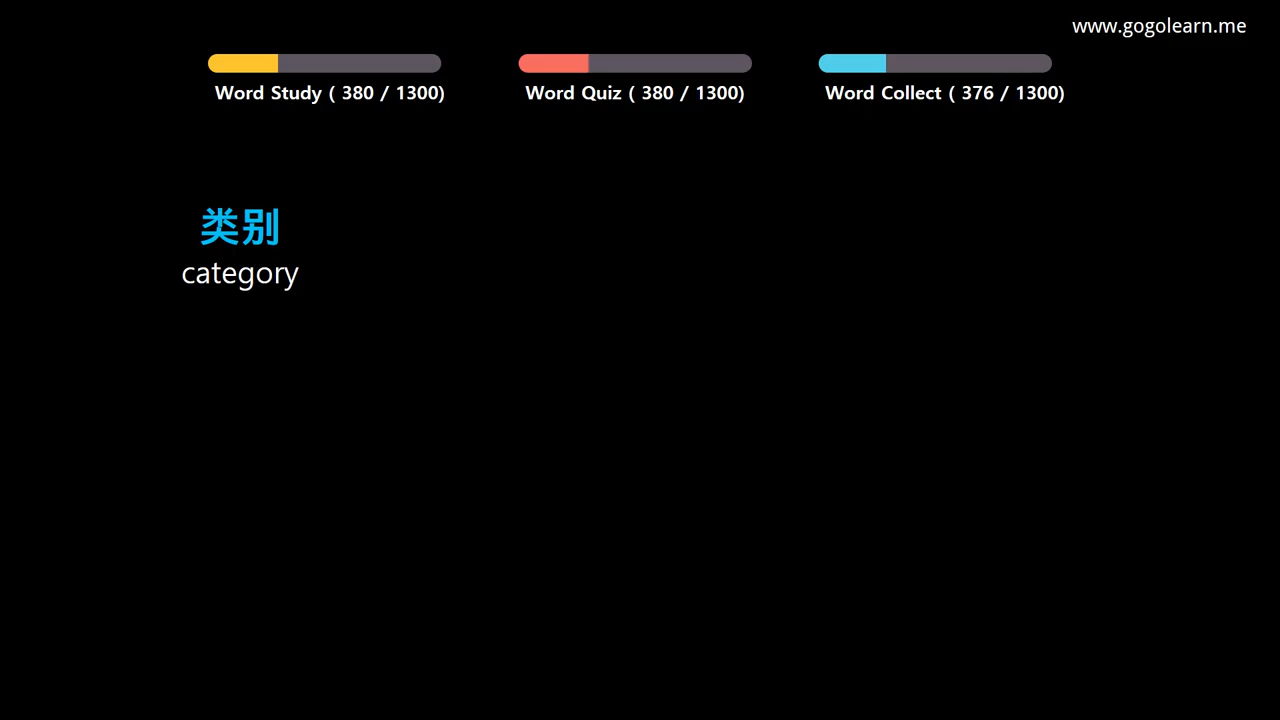 www.gogolearn.me
Word Study ( 380 / 1300)
Word Quiz ( 380 / 1300)
Word Collect ( 376 / 1300)
类别
category